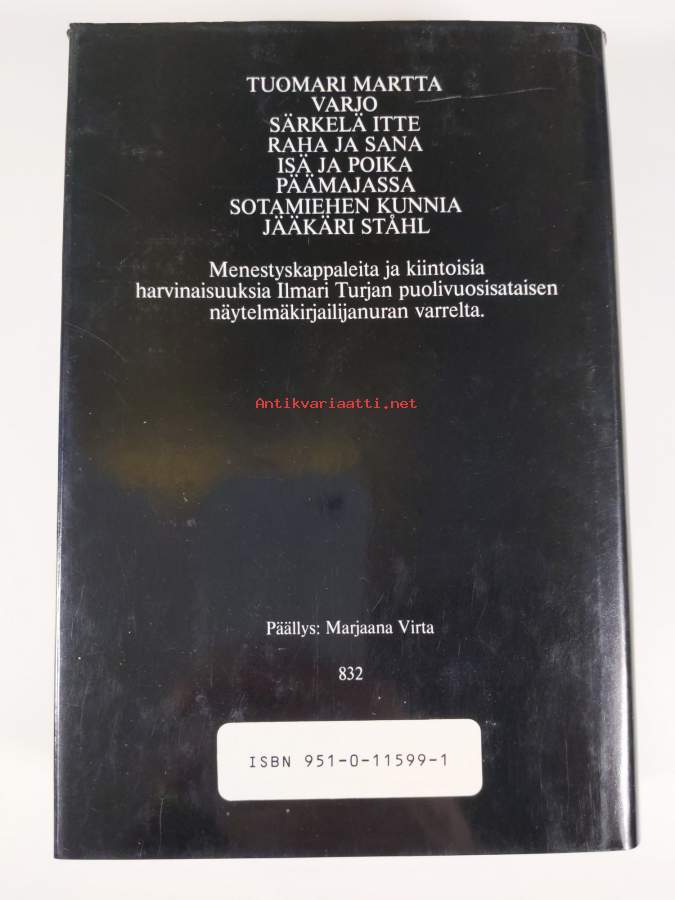 TUOMARI MARTTA
VARJO
SÄRKELÄ ITTE
RAHA JA SANA
ISÄ JA POIKA
PÄÄMAJASSA
SOTAMIEHEN KUNNIA
JÄÄKÄRI STÅHL
Menestyskappaleita ja kiintoisia
harvinaisuuksia Ilmari Turjan puolivuosisataisen
näytelmäkirjailijanuran varrelta.
Antikvariaatti.net
Päällys: Marjaana Virta
832
ISBN 951-0-11599-1